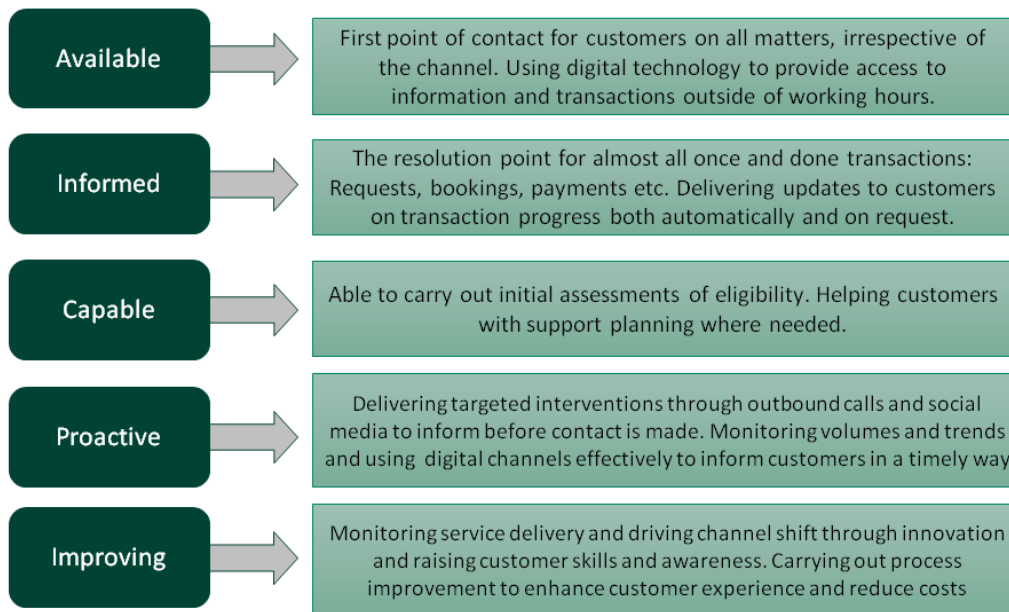 Available
First point of contact for customers on all matters, irrespective of
the channel. Using digital technology to provide access to
information and transactions outside of working hours.
Informed
The resolution point for almost all once and done transactions:
Requests, bookings, payments etc. Delivering updates to customers
on transaction progress both automatically and on request.
Capable
Able to carry out initial assessments of eligibility. Helping customers
with support planning where needed.
Proactive
Delivering targeted interventions through outbound calls and social
media to inform before contact is made. Monitoring volumes and trends
and using digital channels effectively to inform customers in a timely way
Improving
Monitoring service delivery and driving channel shift through innovation
and raising customer skills and awareness. Carrying out process
improvement to enhance customer experience and reduce costs